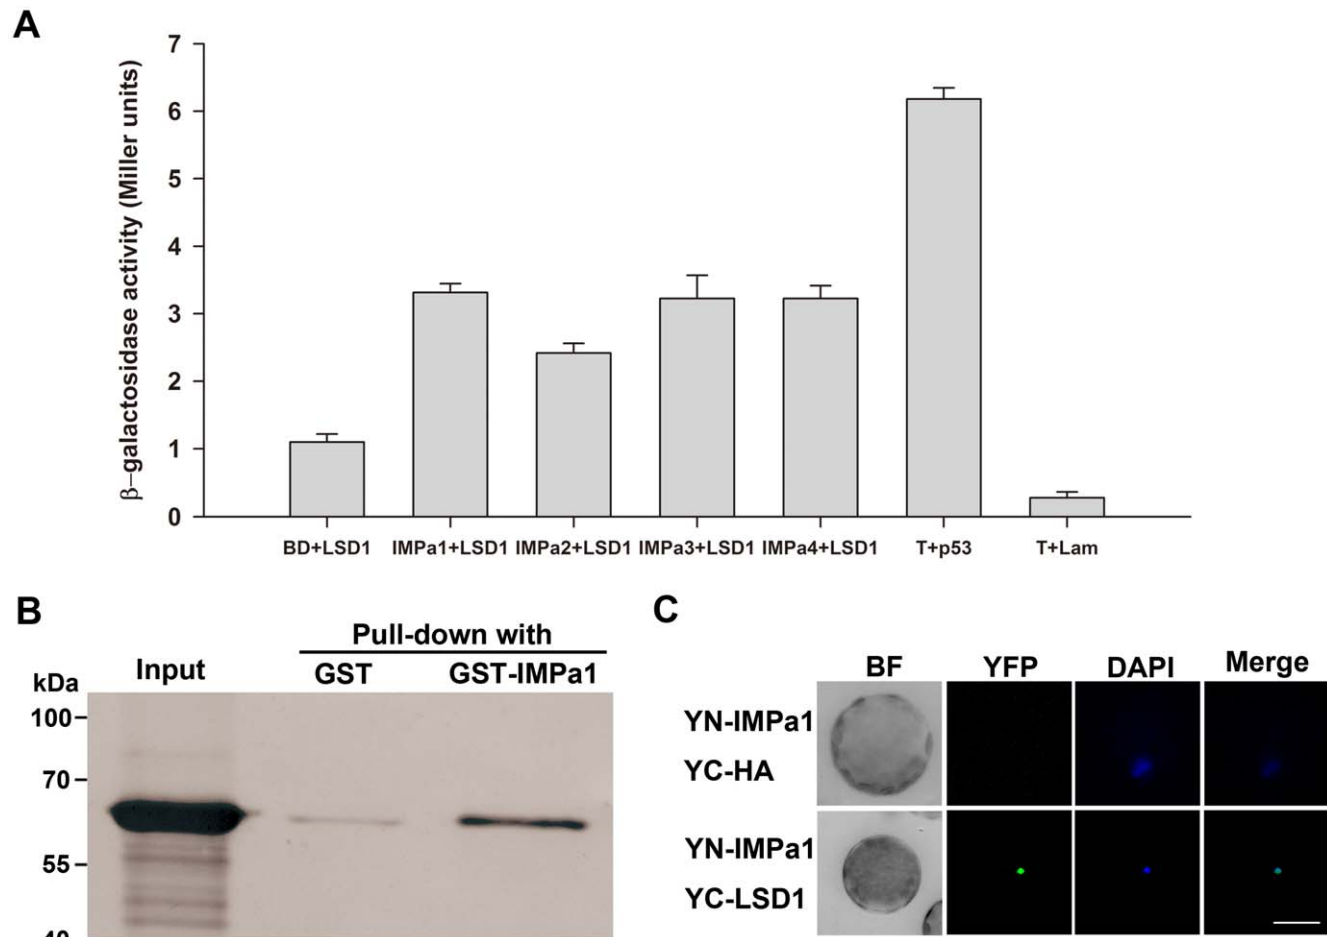 A
β-galactosidase activity (Miller units)
7
6
5
4
3
2
1
0
BD+LSD1 IMPa1+LSD1 IMPa2+LSD1 IMPa3+LSD1 IMPa4+LSD1 T+p53 T+Lam
B
Pull-down with
Input GST GST-IMPa1
kDa
100
70
55
40
C
BF YFP DAPI Merge
YN-IMPa1
YC-HA
YN-IMPa1
YC-LSD1